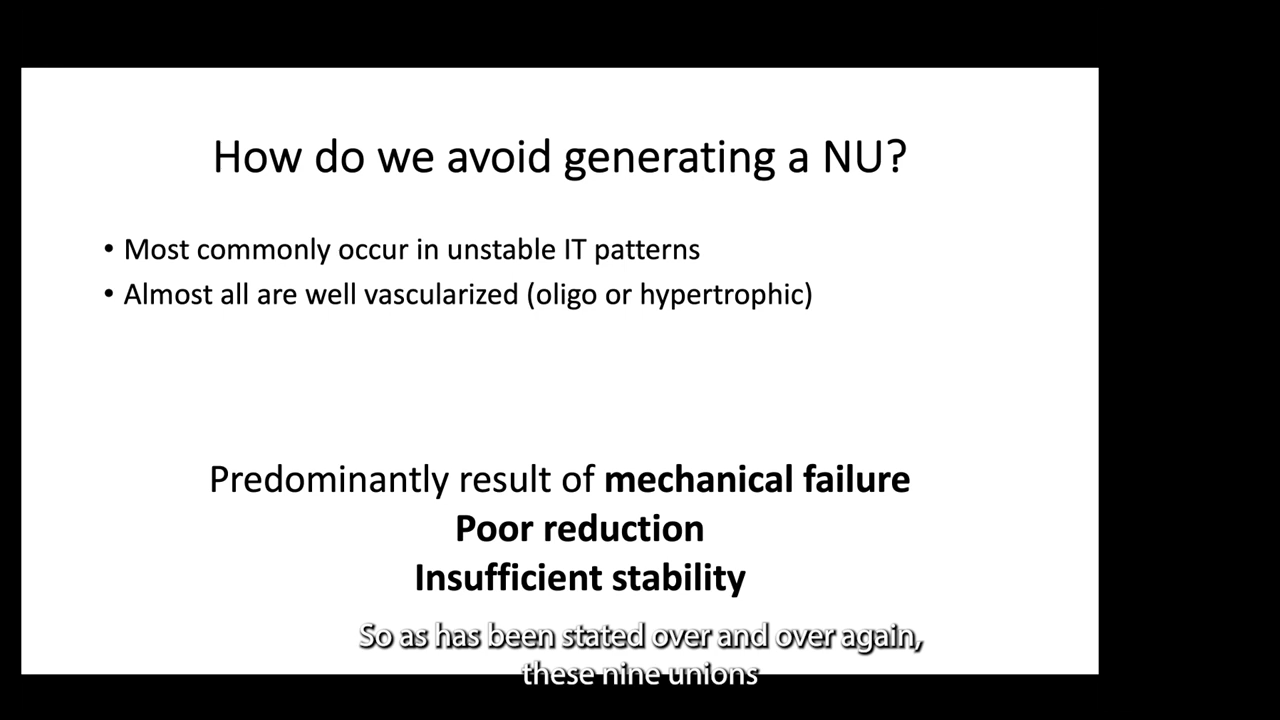 How do we avoid generating a NU?
• Most commonly occur in unstable IT patterns
• Almost all are well vascularized (oligo or hypertrophic)
Predominantly result of mechanical failure
Poor reduction
Insufficient stability
So as has been stated over and over again,
these nine unions